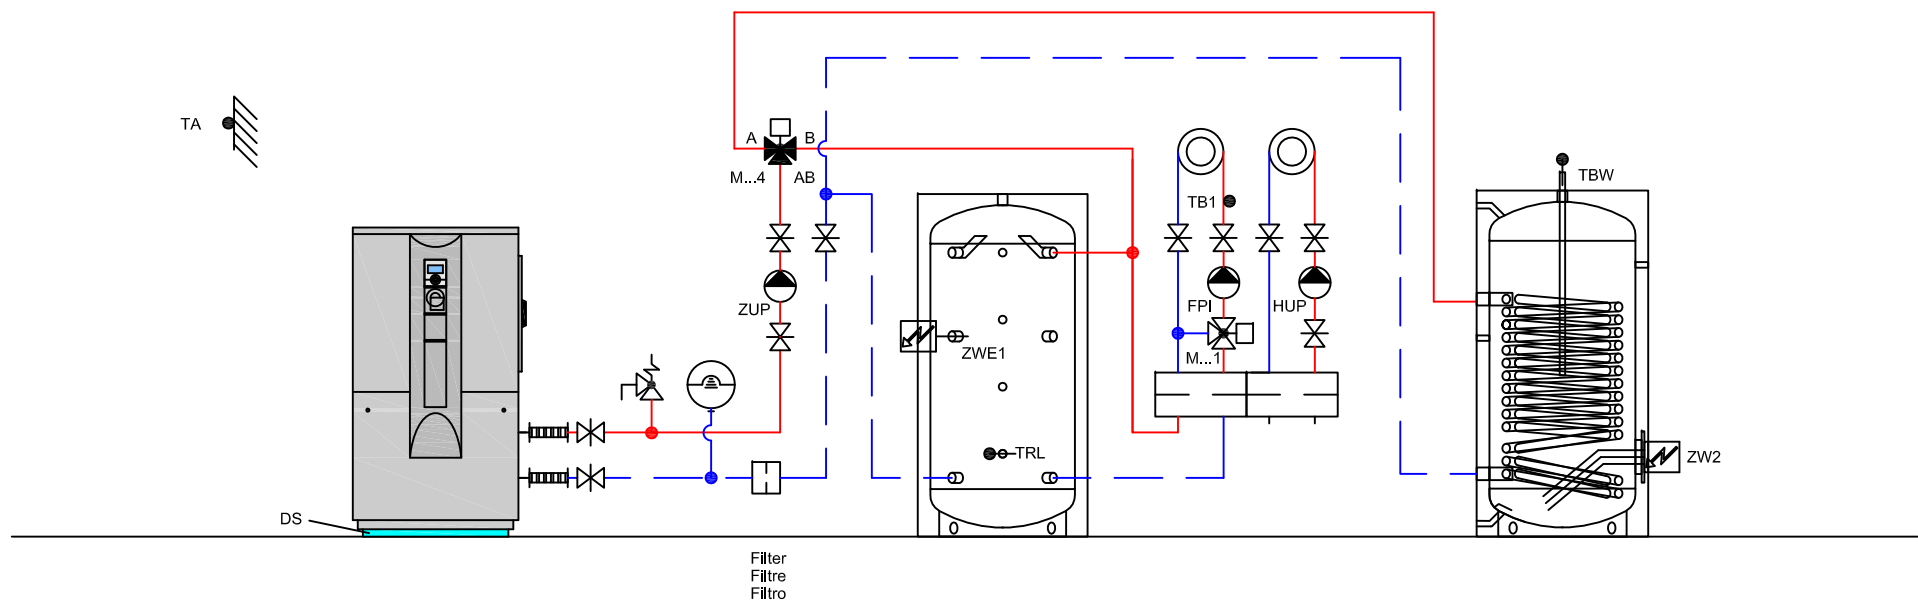 TA
A
B
M...4
AB
TB1
TBW
ZUP
FPI
HUP
ZWE1
M...1
TRL
ZW2
DS
Filter
Filtre
Filtro